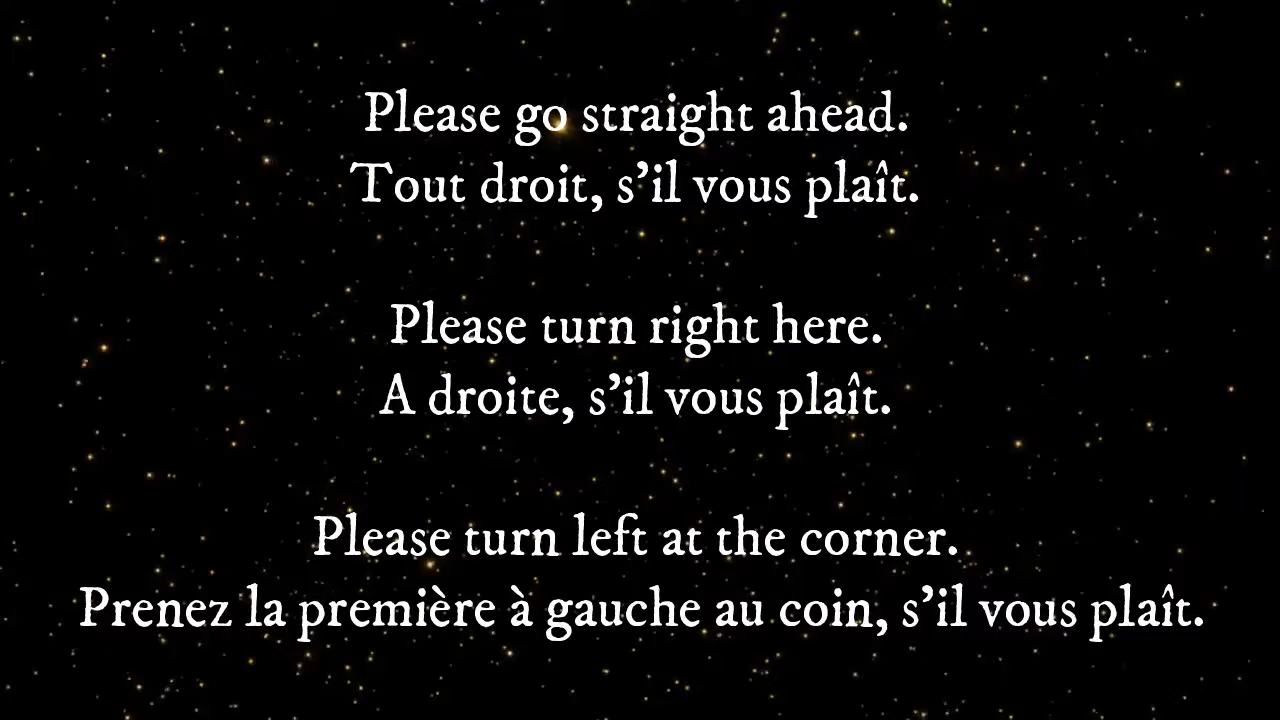 Please go straight ahead.
Tout droit, s’il vous plaît.
Please turn right here.
A droite, s’il vous plaît.
Please turn left at the corner.
Prenez la première à gauche au coin, s’il vous plaît.